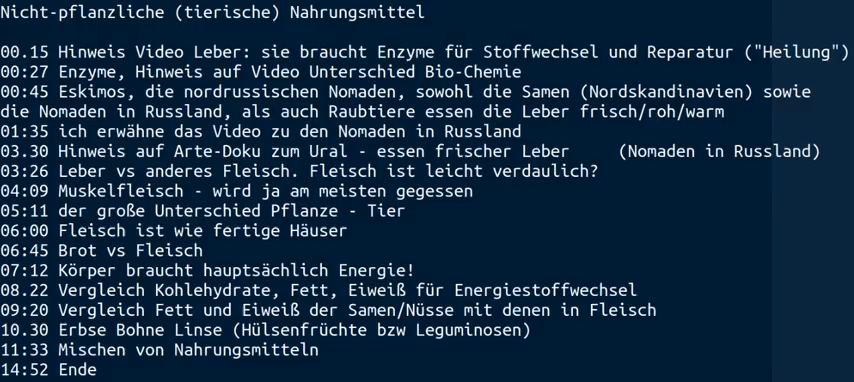 Nicht-pflanzliche (tierische) Nahrungsmittel
00.15 Hinweis Video Leber: sie braucht Enzyme für Stoffwechsel und Reparatur ("Heilung")
00:27 Enzyme, Hinweis auf Video Unterschied Bio-Chemie
00:45 Eskimos, die nordrussischen Nomaden, sowohl die Samen (Nordskandinavien) sowie
die Nomaden in Russland, als auch Raubtiere essen die Leber frisch/roh/warm
01:35 ich erwähne das Video zu den Nomaden in Russland
03.30 Hinweis auf Arte-Doku zum Ural - essen frischer Leber (Nomaden in Russland)
03:26 Leber vs anderes Fleisch. Fleisch ist leicht verdaulich?
04:09 Muskelfleisch - wird ja am meisten gegessen
05:11 der große Unterschied Pflanze - Tier
06:00 Fleisch ist wie fertige Häuser
06:45 Brot vs Fleisch
07:12 Körper braucht hauptsächlich Energie!
08.22 Vergleich Kohlehydrate, Fett, Eiweiß für Energiestoffwechsel
09:20 Vergleich Fett und Eiweiß der Samen/Nüsse mit denen in Fleisch
10.30 Erbse Bohne Linse (Hülsenfrüchte bzw Leguminosen)
11:33 Mischen von Nahrungsmitteln
14:52 Ende